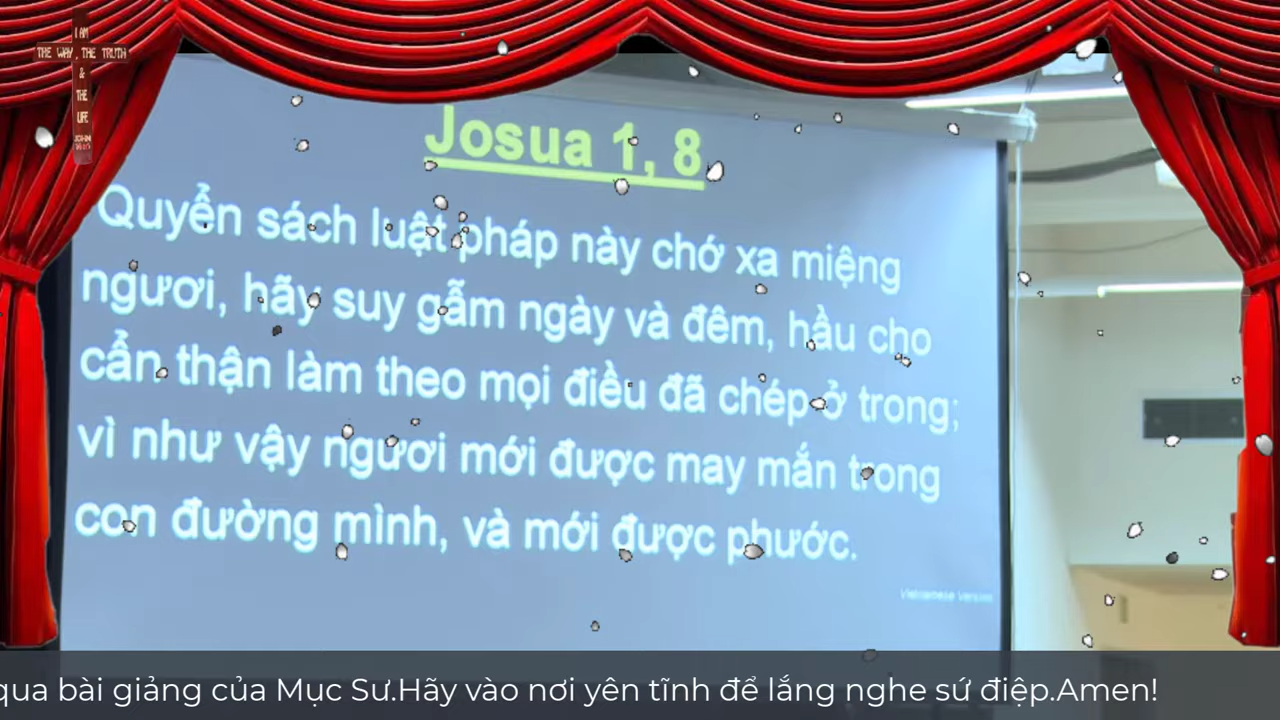 I AM
THE WAY, THE TRUTH
&
THE
LIFE
JOHN
Josua 1, 8
Quyển sách luật pháp này chớ xa miệng
ngươi, hãy suy gẫm ngày và đêm, hầu cho
cẩn thận làm theo mọi điều đã chép ở trong;
vì như vậy ngươi mới được may mắn trong
con đường mình, và mới được phước.
Vietnamese Version
qua bài giảng của Mục Sư.Hãy vào nơi yên tĩnh để lắng nghe sứ điệp.Amen!